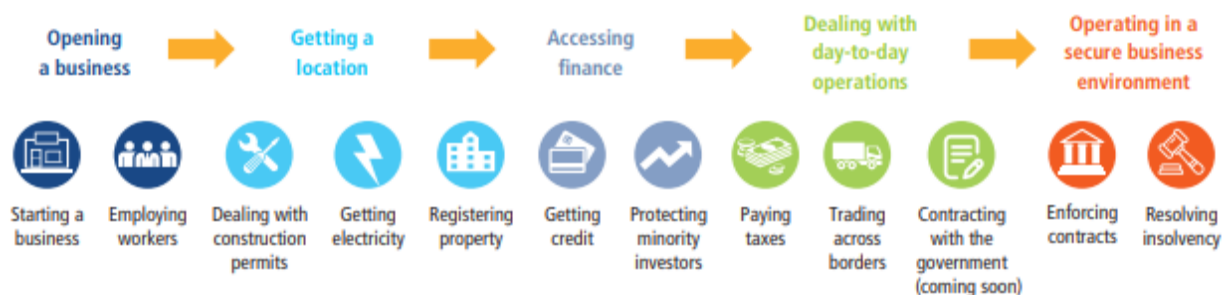 Opening
a business
Getting a
location
Accessing
finance
Dealing with
day-to-day
operations
Operating in a
secure business
environment
Starting a
business
Employing
workers
Dealing with
construction
permits
Getting
electricity
Registering
property
Getting
credit
Protecting
minority
investors
Paying
taxes
Trading
across
borders
Contracting
with the
government
(coming soon)
Enforcing
contracts
Resolving
insolvency